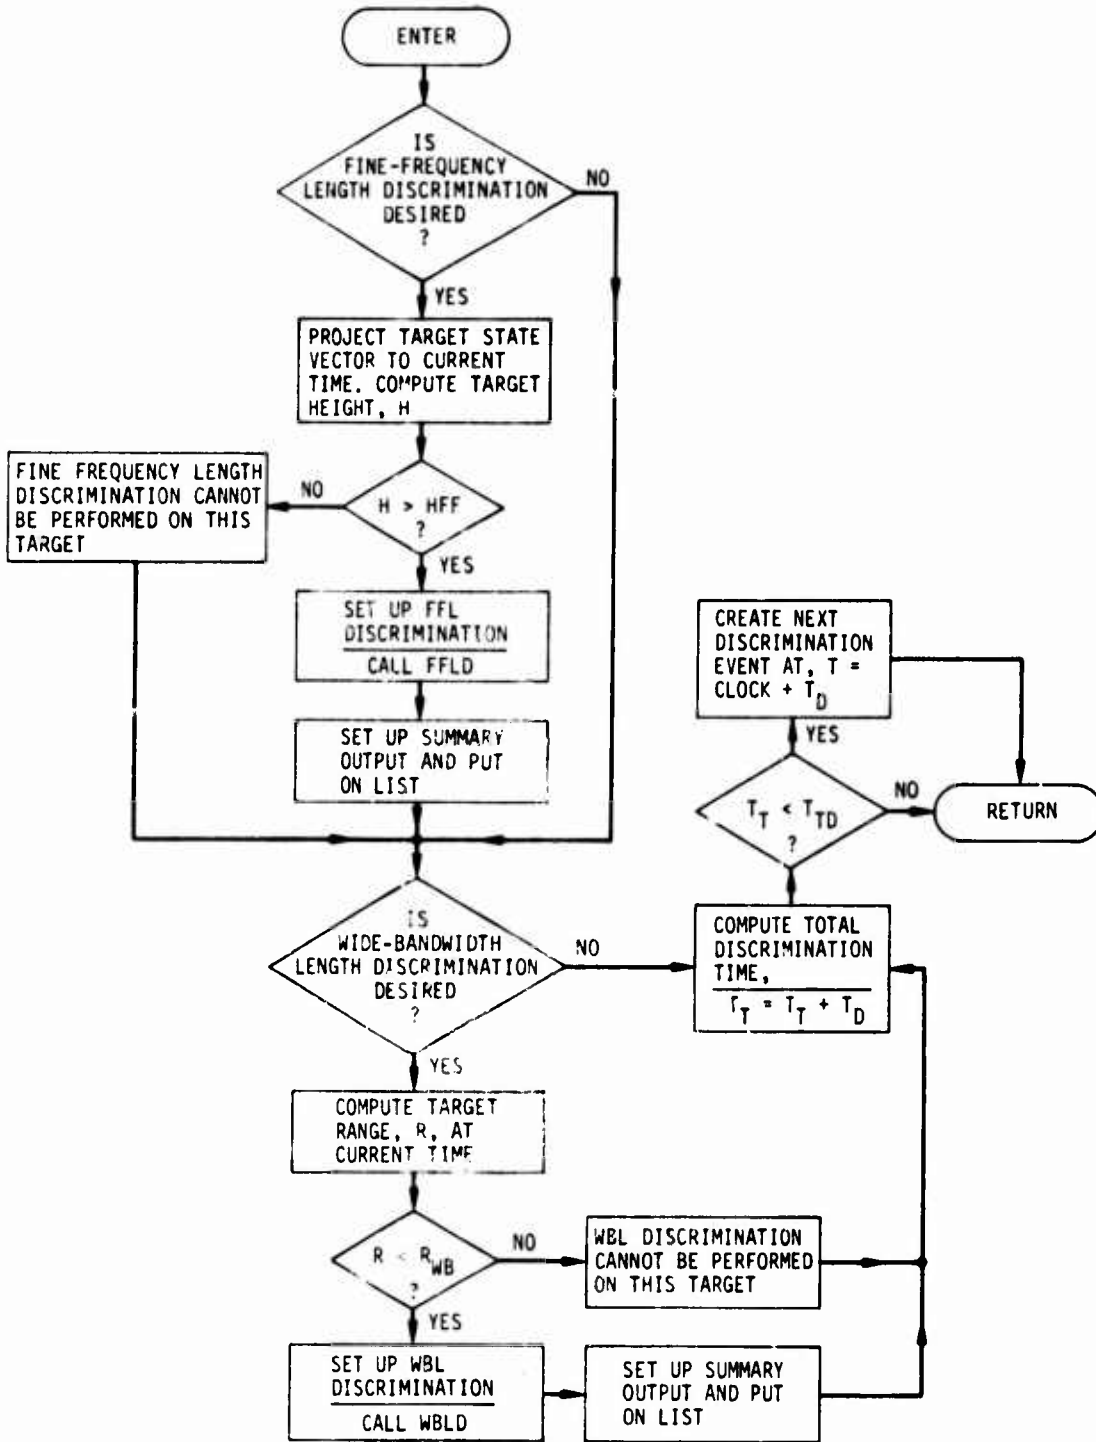 ENTER
IS
FINE-FREQUENCY
LENGTH DISCRIMINATION
DESIRED
?
NO
YES
PROJECT TARGET STATE
VECTOR TO CURRENT
TIME. COMPUTE TARGET
HEIGHT, H
H > HFF
?
NO
YES
FINE FREQUENCY LENGTH
DISCRIMINATION CANNOT
BE PERFORMED ON THIS
TARGET
SET UP FFL
DISCRIMINATION
CALL FFLD
SET UP SUMMARY
OUTPUT AND PUT
ON LIST
IS
WIDE-BANDWIDTH
LENGTH DISCRIMINATION
DESIRED
?
NO
YES
COMPUTE TARGET
RANGE, R, AT
CURRENT TIME
R < R_WB
?
NO
YES
WBL DISCRIMINATION
CANNOT BE PERFORMED
ON THIS TARGET
SET UP WBL
DISCRIMINATION
CALL WBLD
SET UP SUMMARY
OUTPUT AND PUT
ON LIST
COMPUTE TOTAL
DISCRIMINATION
TIME,
T_T = T_T + T_D
T_T < T_TD
?
YES
NO
CREATE NEXT
DISCRIMINATION
EVENT AT, T =
CLOCK + T_D
RETURN